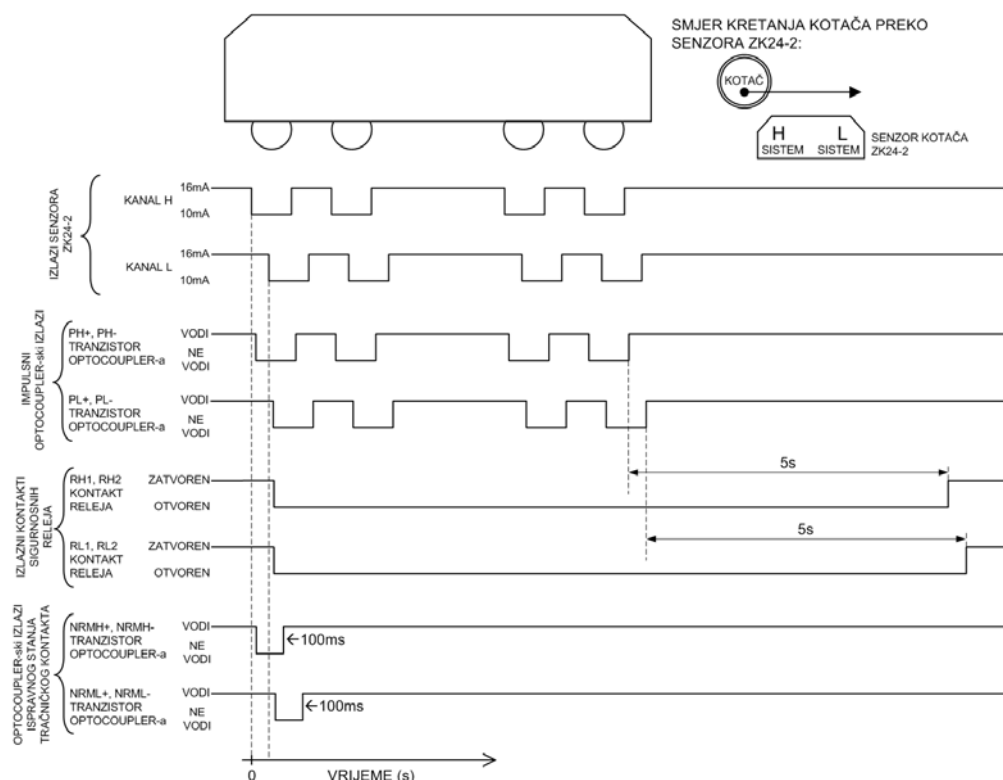 SMJER KRETANJA KOTAČA PREKO
SENZORA ZK24-2:
KOTAČ
H L
SISTEM SISTEM
SENZOR KOTAČA
ZK24-2
IZLAZI SENZORA
ZK24-2
KANAL H
16mA
10mA
KANAL L
16mA
10mA
IMPULSNI
OPTOCOUPLER-ski IZLAZI
PH+, PH-
TRANZISTOR
OPTOCOUPLER-a
VODI
NE
VODI
PL+, PL-
TRANZISTOR
OPTOCOUPLER-a
VODI
NE
VODI
IZLAZNI KONTAKTI
SIGURNOSNIH
RELEJA
RH1, RH2
KONTAKT
RELEJA
ZATVOREN
OTVOREN
5s
RL1, RL2
KONTAKT
RELEJA
ZATVOREN
OTVOREN
5s
OPTOCOUPLER-ski IZLAZI
ISPRAVNOG STANJA
TRAČNIČKOG KONTAKTA
NRMH+, NRMH-
TRANZISTOR
OPTOCOUPLER-a
VODI
NE
VODI
←100ms
NRML+, NRML-
TRANZISTOR
OPTOCOUPLER-a
VODI
NE
VODI
←100ms
0
VRIJEME (s)